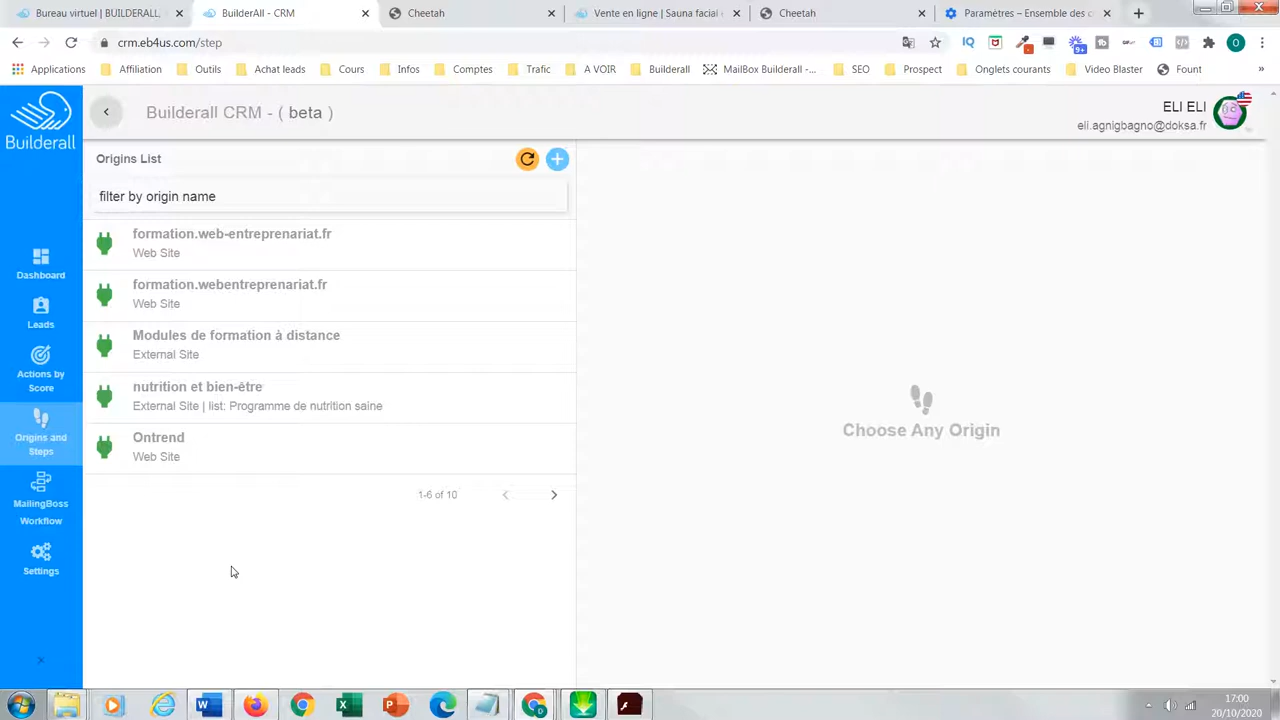 Bureau virtuel | BUILDERALL
BuilderAll - CRM
Cheetah
Vente en ligne | Sauna facial
Cheetah
Paramètres – Ensemble des c
crm.eb4us.com/step
Applications
Affiliation
Outils
Achat leads
Cours
Infos
Comptes
Trafic
A VOIR
Builderall
MailBox Builderall -...
SEO
Prospect
Onglets courants
Video Blaster
Fount
»
Builderall
Builderall CRM - ( beta )
ELI ELI
eli.agnigbagno@doksa.fr
Origins List
filter by origin name
formation.web-entreprenariat.fr
Web Site
formation.webentreprenariat.fr
Web Site
Modules de formation à distance
External Site
nutrition et bien-être
External Site | list: Programme de nutrition saine
Ontrend
Web Site
1-6 of 10
Choose Any Origin
Dashboard
Leads
Actions by
Score
Origins and
Steps
MailingBoss
Workflow
Settings
17:00
20/10/2020